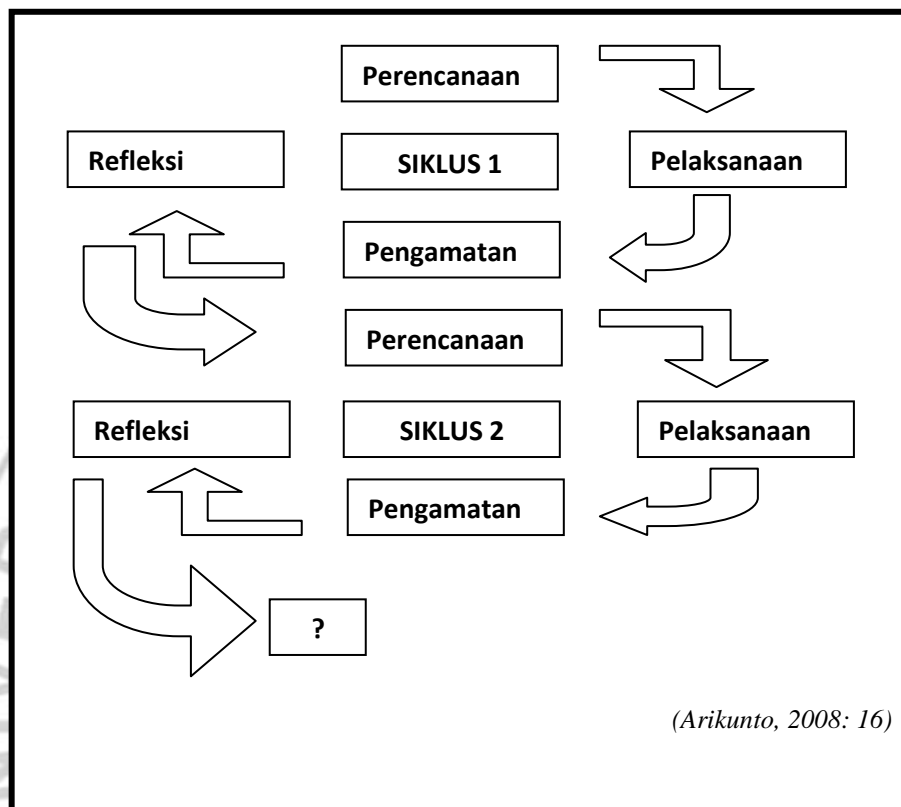 Perencanaan
Refleksi
SIKLUS 1
Pelaksanaan
Pengamatan
Perencanaan
Refleksi
SIKLUS 2
Pelaksanaan
Pengamatan
?
(Arikunto, 2008: 16)